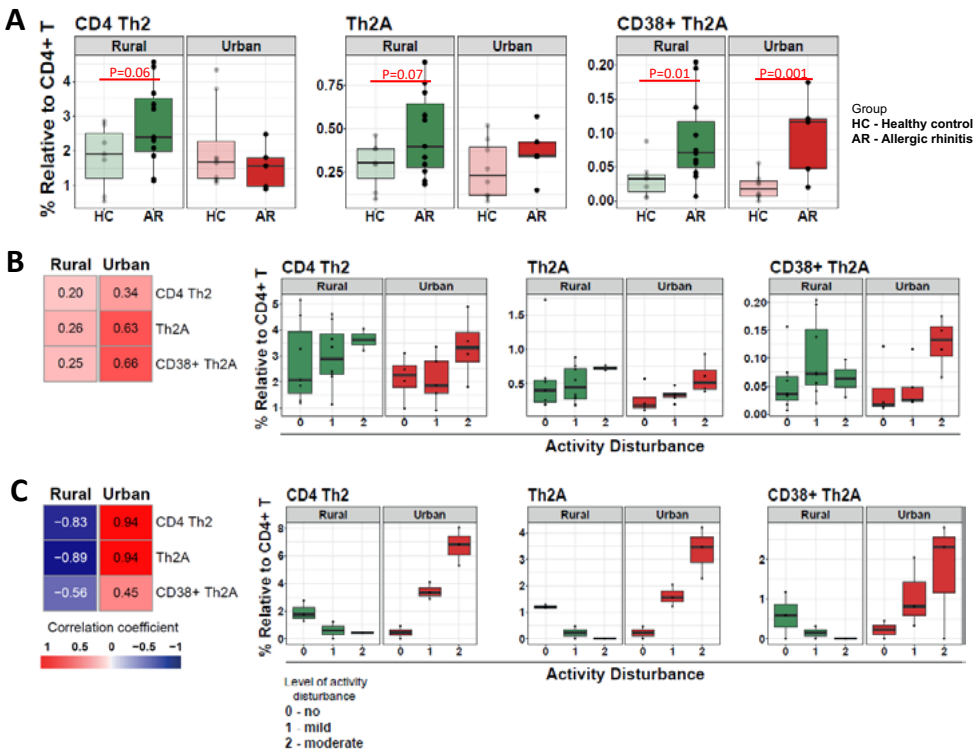 A
CD4 Th2
Th2A
CD38+ Th2A
Rural Urban
Rural Urban
Rural Urban
% Relative to CD4+ T
P=0.06
P=0.07
P=0.01
P=0.001
4
3
2
1
0.75
0.50
0.25
0.20
0.15
0.10
0.05
0.00
HC AR HC AR
HC AR HC AR
HC AR HC AR
Group
HC - Healthy control
AR - Allergic rhinitis
B
Rural Urban
0.20 0.34 CD4 Th2
0.26 0.63 Th2A
0.25 0.66 CD38+ Th2A
CD4 Th2
Th2A
CD38+ Th2A
Rural Urban
Rural Urban
Rural Urban
% Relative to CD4+ T
5
4
3
2
1
1.5
1.0
0.5
0.20
0.15
0.10
0.05
0.00
0 1 2 0 1 2
0 1 2 0 1 2
0 1 2 0 1 2
Activity Disturbance
C
Rural Urban
−0.83 0.94 CD4 Th2
−0.89 0.94 Th2A
−0.56 0.45 CD38+ Th2A
Correlation coefficient
1 0.5 0 −0.5 −1
CD4 Th2
Th2A
CD38+ Th2A
Rural Urban
Rural Urban
Rural Urban
% Relative to CD4+ T
8
6
4
2
0
4
3
2
1
0
2
1
0
0 1 2 0 1 2
0 1 2 0 1 2
0 1 2 0 1 2
Activity Disturbance
Level of activity
disturbance
0 - no
1 - mild
2 - moderate